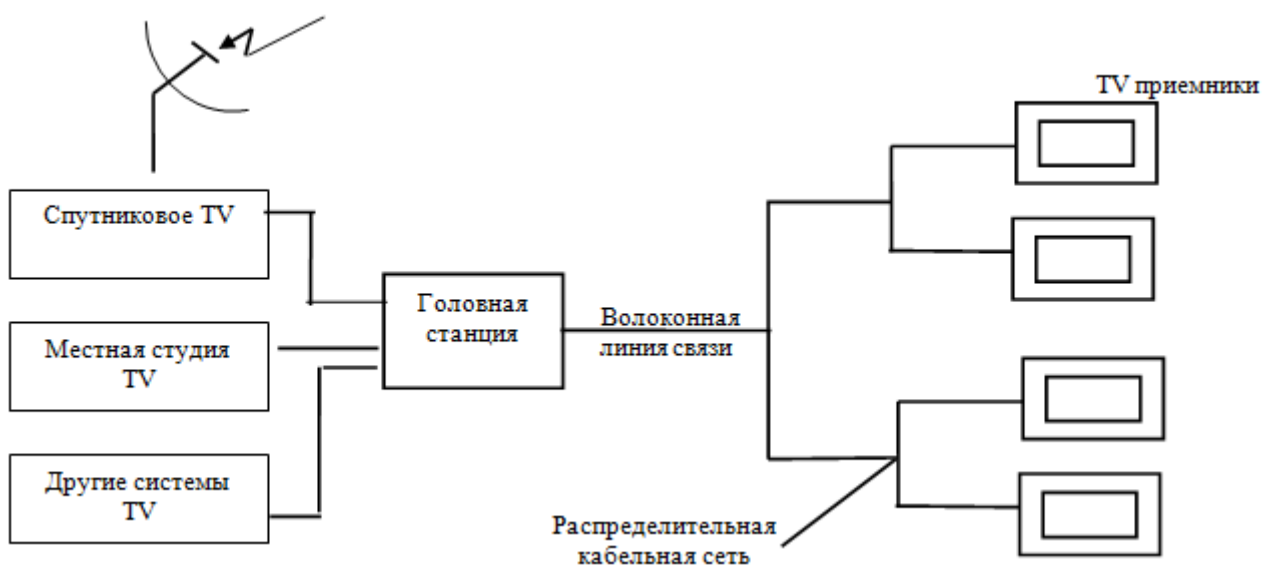 TV приемники
Спутниковое TV
Головная
станция
Волоконная
линия связи
Местная студия
TV
Другие системы
TV
Распределительная
кабельная сеть